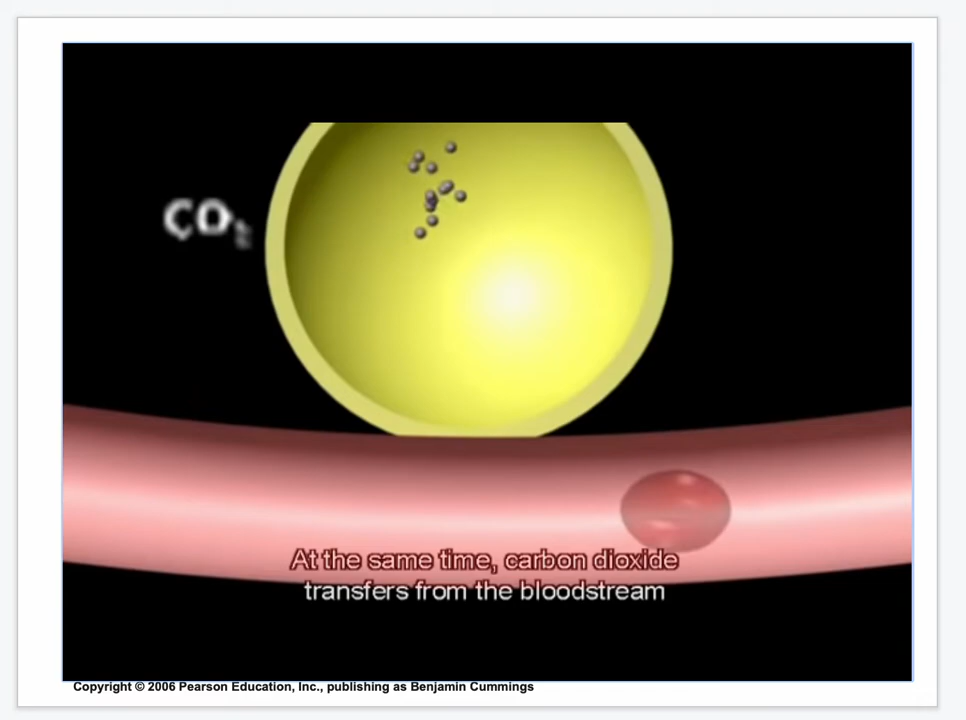 CO₂
At the same time, carbon dioxide
transfers from the bloodstream
Copyright © 2006 Pearson Education, Inc., publishing as Benjamin Cummings